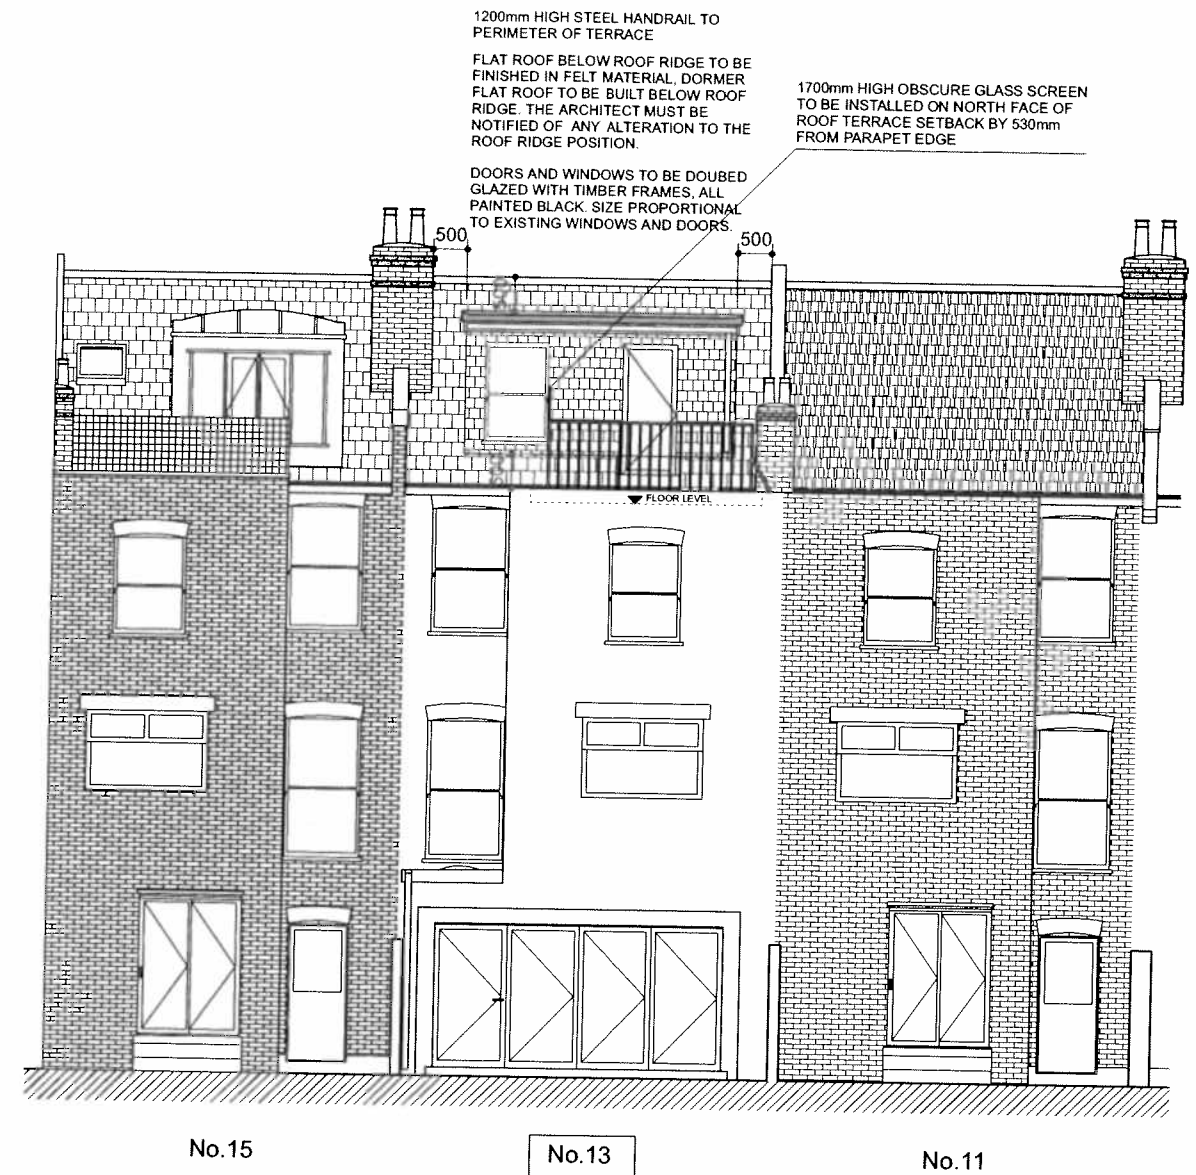 1200mm HIGH STEEL HANDRAIL TO
PERIMETER OF TERRACE
FLAT ROOF BELOW ROOF RIDGE TO BE
FINISHED IN FELT MATERIAL, DORMER
FLAT ROOF TO BE BUILT BELOW ROOF
RIDGE. THE ARCHITECT MUST BE
NOTIFIED OF ANY ALTERATION TO THE
ROOF RIDGE POSITION.
DOORS AND WINDOWS TO BE DOUBED
GLAZED WITH TIMBER FRAMES, ALL
PAINTED BLACK. SIZE PROPORTIONAL
TO EXISTING WINDOWS AND DOORS.
1700mm HIGH OBSCURE GLASS SCREEN
TO BE INSTALLED ON NORTH FACE OF
ROOF TERRACE SETBACK BY 530mm
FROM PARAPET EDGE
500
500
FLOOR LEVEL
No.15
No.13
No.11